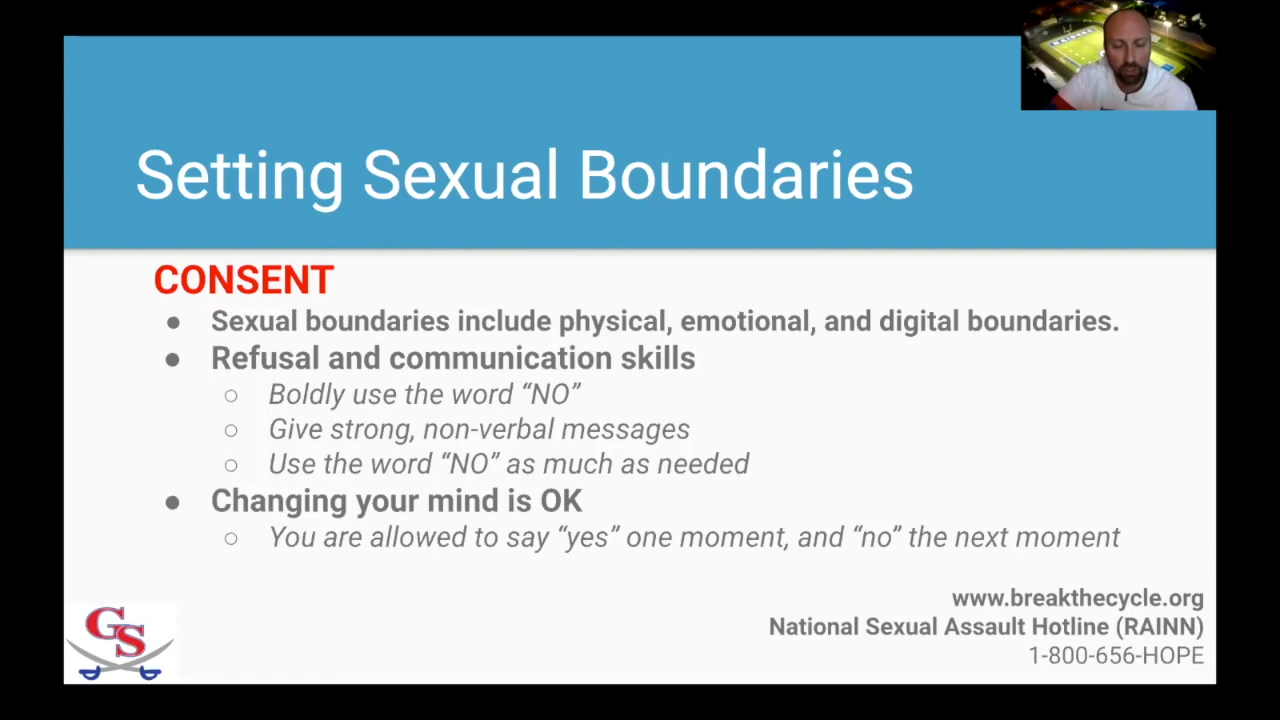 Setting Sexual Boundaries
CONSENT
● Sexual boundaries include physical, emotional, and digital boundaries.
● Refusal and communication skills
○ Boldly use the word “NO”
○ Give strong, non-verbal messages
○ Use the word “NO” as much as needed
● Changing your mind is OK
○ You are allowed to say “yes” one moment, and “no” the next moment
www.breakthecycle.org
National Sexual Assault Hotline (RAINN)
1-800-656-HOPE
GS